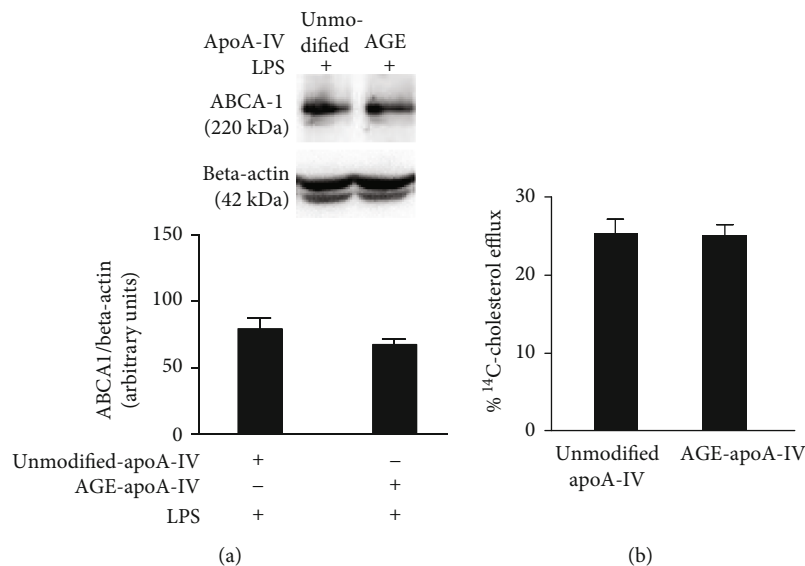 Unmo-
ApoA-IV dified AGE
LPS + +
ABCA-1
(220 kDa)
Beta-actin
(42 kDa)
150
100
50
0
ABCA1/beta-actin
(arbitrary units)
Unmodified-apoA-IV + –
AGE-apoA-IV – +
LPS + +
(a)
30
20
10
0
% ¹⁴C-cholesterol efflux
Unmodified AGE-apoA-IV
apoA-IV
(b)